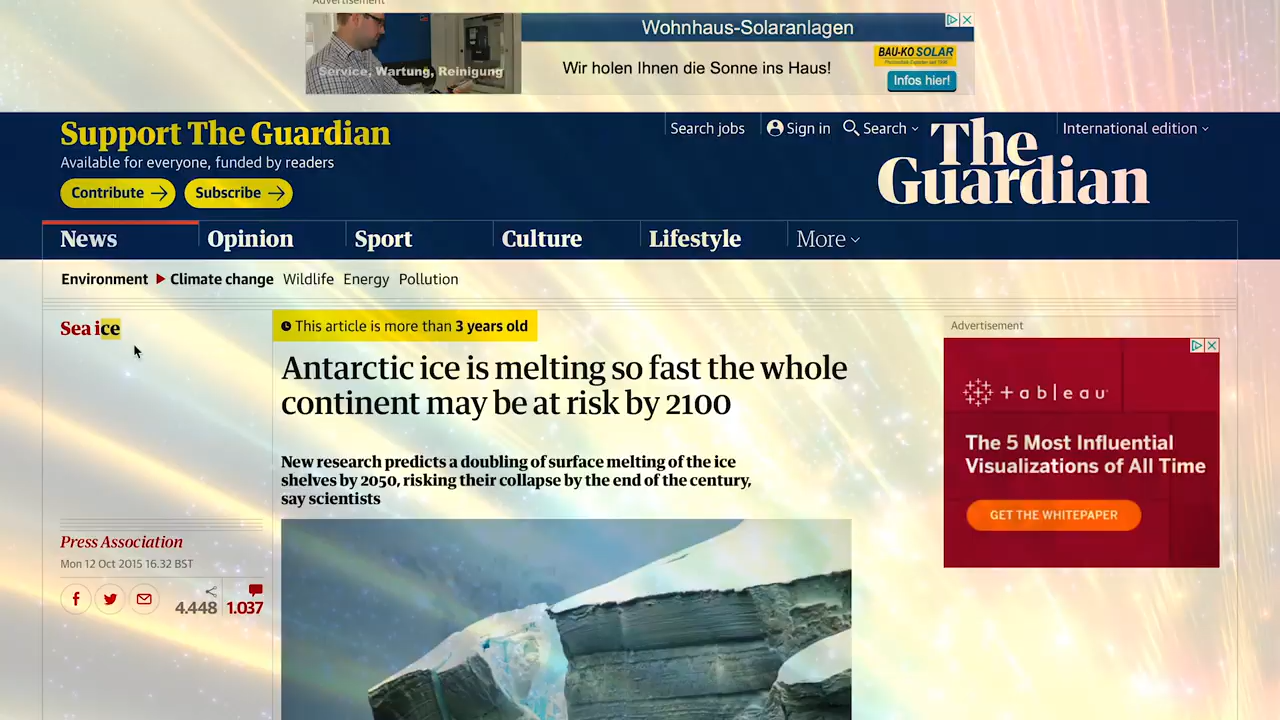 Advertisement
Wohnhaus-Solaranlagen
Service, Wartung, Reinigung
Wir holen Ihnen die Sonne ins Haus!
BAU-KO SOLAR
Infos hier!
Support The Guardian
Available for everyone, funded by readers
Contribute
Subscribe
Search jobs
Sign in
Search
International edition
The
Guardian
News
Opinion
Sport
Culture
Lifestyle
More
Environment
Climate change
Wildlife
Energy
Pollution
Sea ice
This article is more than 3 years old
Antarctic ice is melting so fast the whole
continent may be at risk by 2100
New research predicts a doubling of surface melting of the ice
shelves by 2050, risking their collapse by the end of the century,
say scientists
Press Association
Mon 12 Oct 2015 16.32 BST
4.448
1.037
Advertisement
+ableau
The 5 Most Influential
Visualizations of All Time
GET THE WHITEPAPER